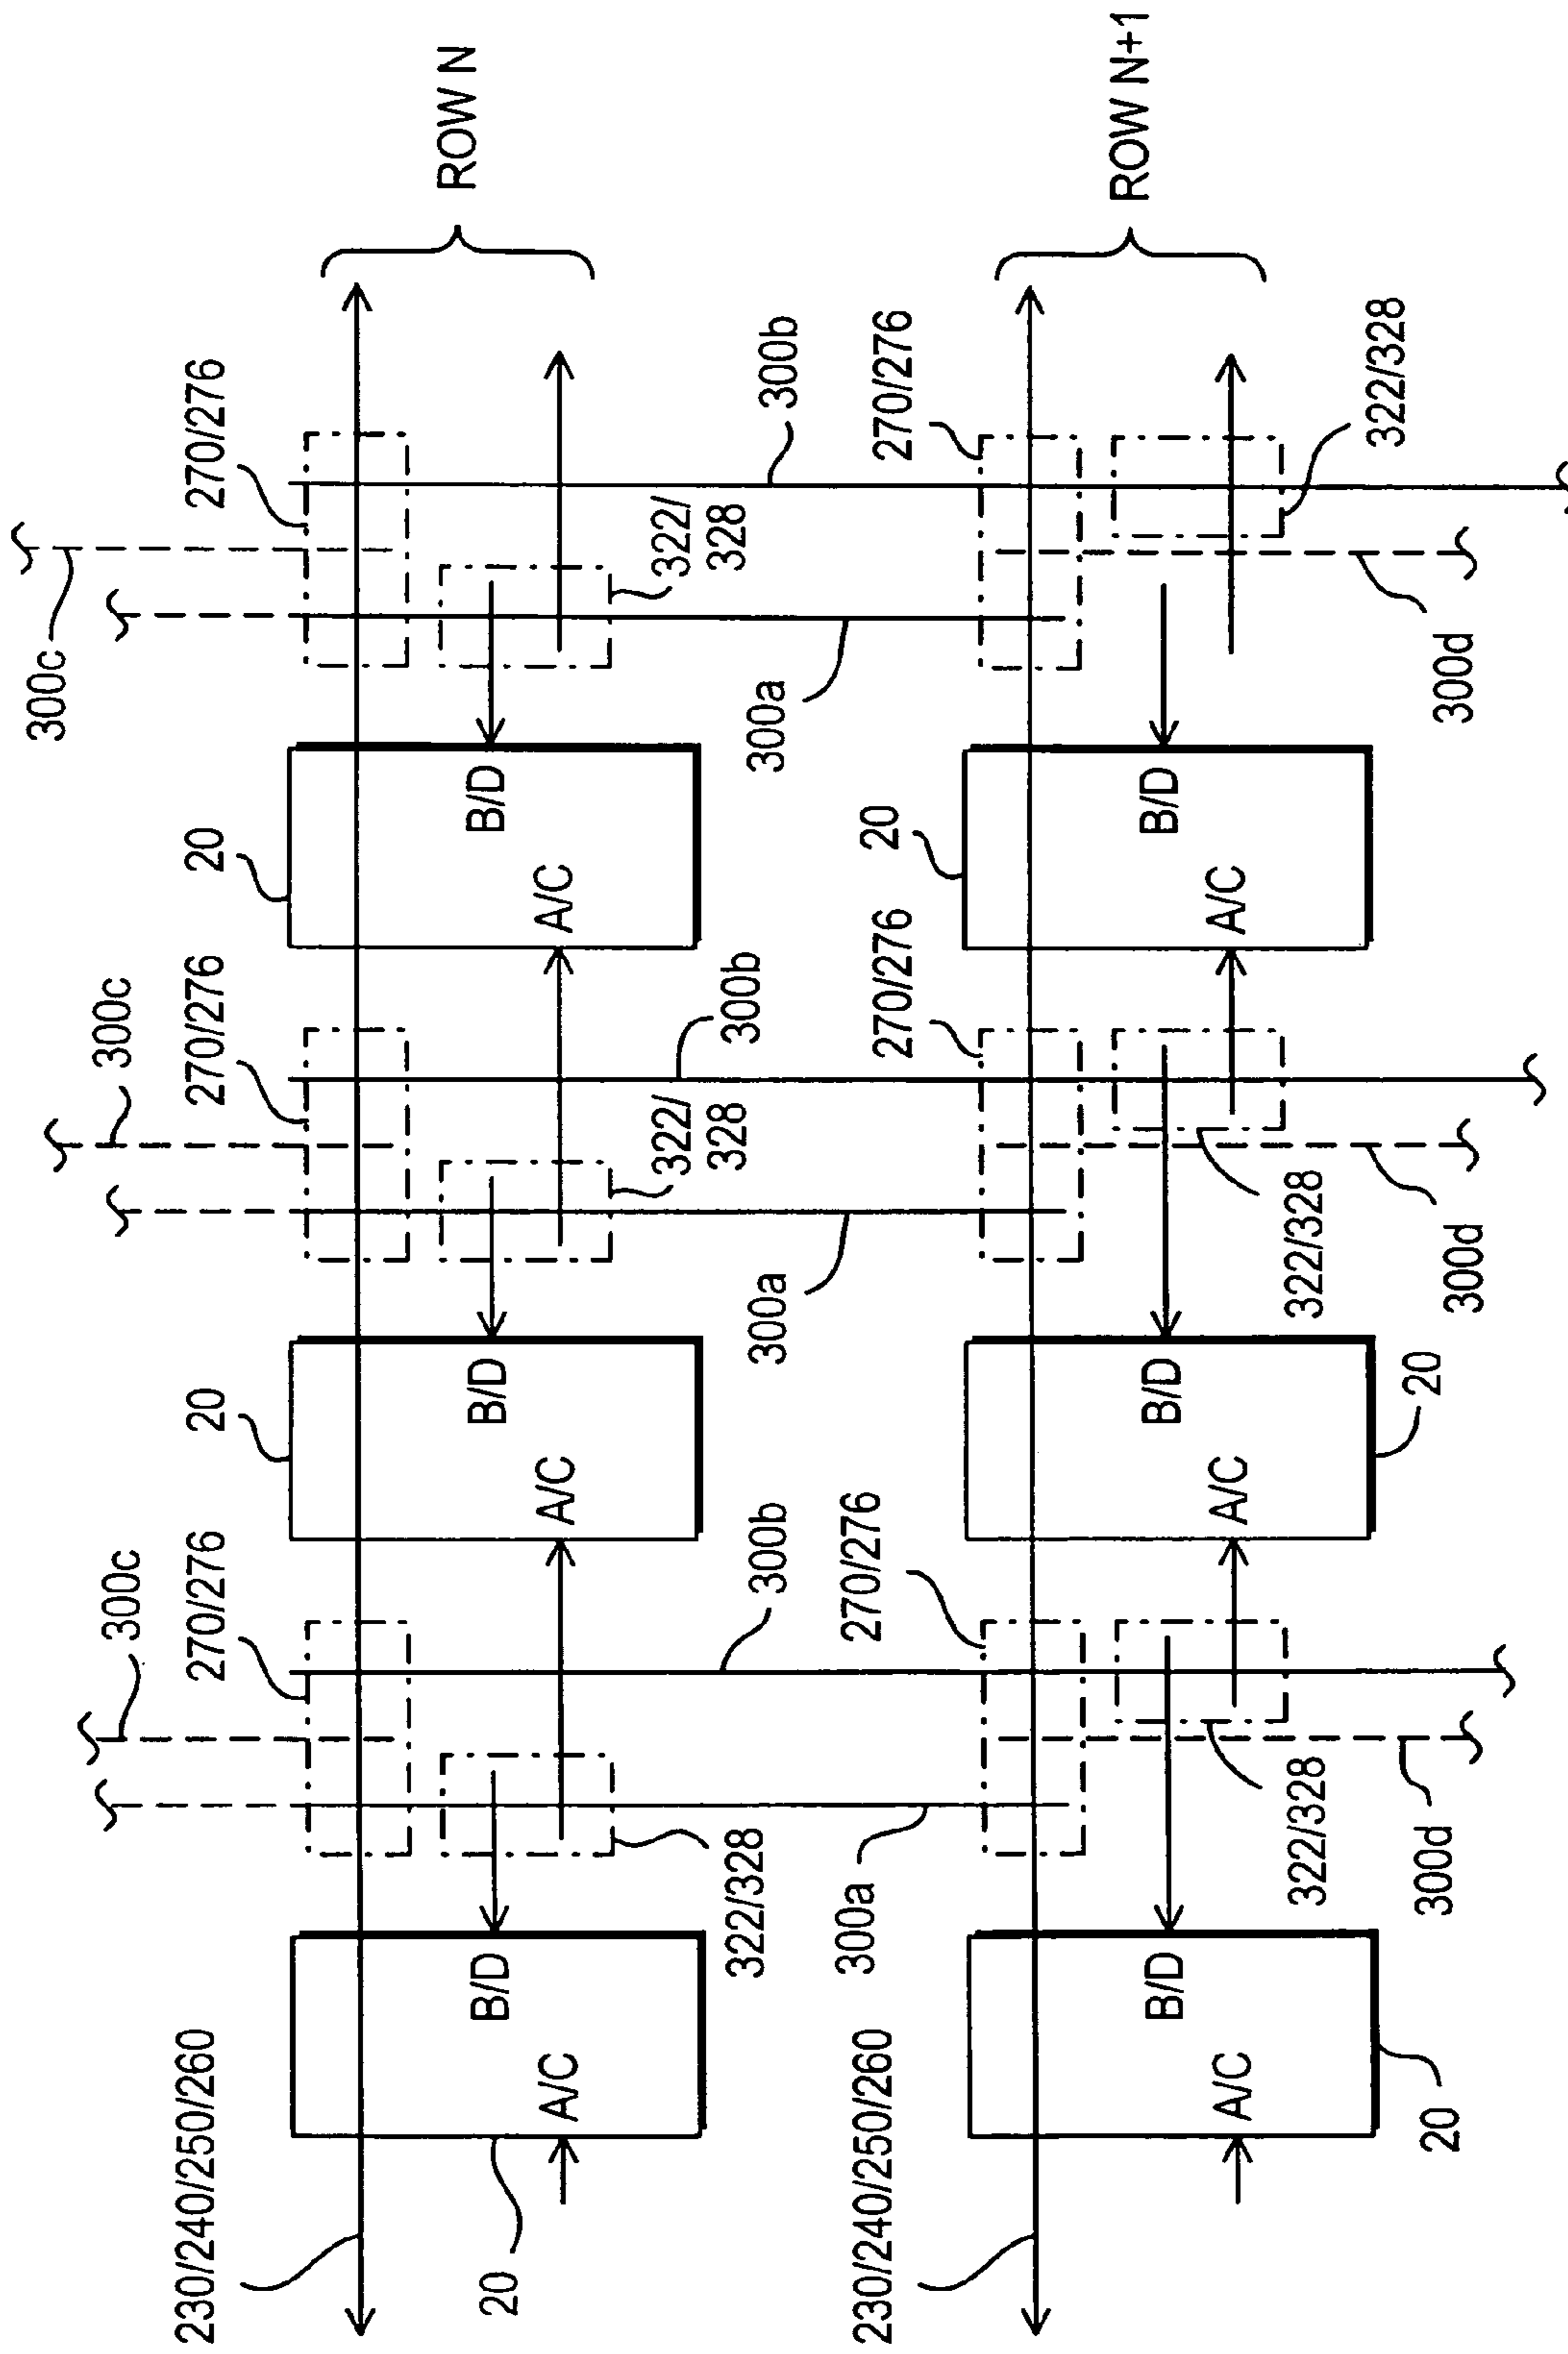 300c
300c
300c
230/240/250/260
270/276
20
270/276
20
270/276
ROW N
20
B/D
B/D
B/D
A/C
A/C
A/C
322/
328
322/
328
322/328
300b
300a
300b
300a
300b
300a
230/240/250/260
270/276
270/276
20
270/276
ROW N+1
B/D
B/D
B/D
A/C
A/C
A/C
322/328
322/328
322/328
20
300d
20
300d
300d